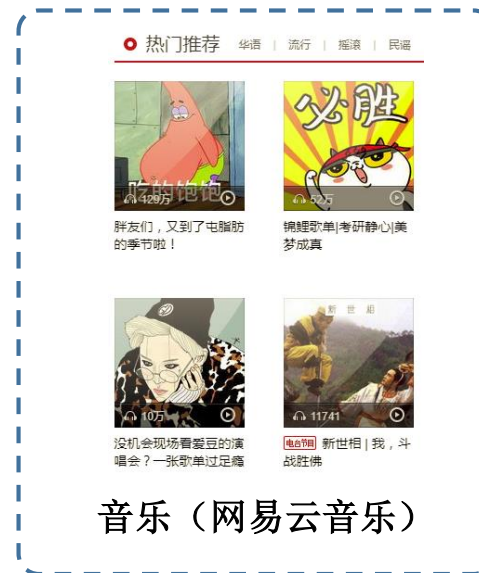 热门推荐 华语 | 流行 | 摇滚 | 民谣
吃的饱饱
129万
必胜
52万
胖友们，又到了屯脂肪
的季节啦！
锦鲤歌单|考研静心|美
梦成真
10万
新世相
11741
没机会现场看爱豆的演
唱会？一张歌单过足瘾
电台节目 新世相 | 我，斗
战胜佛
音乐（网易云音乐）